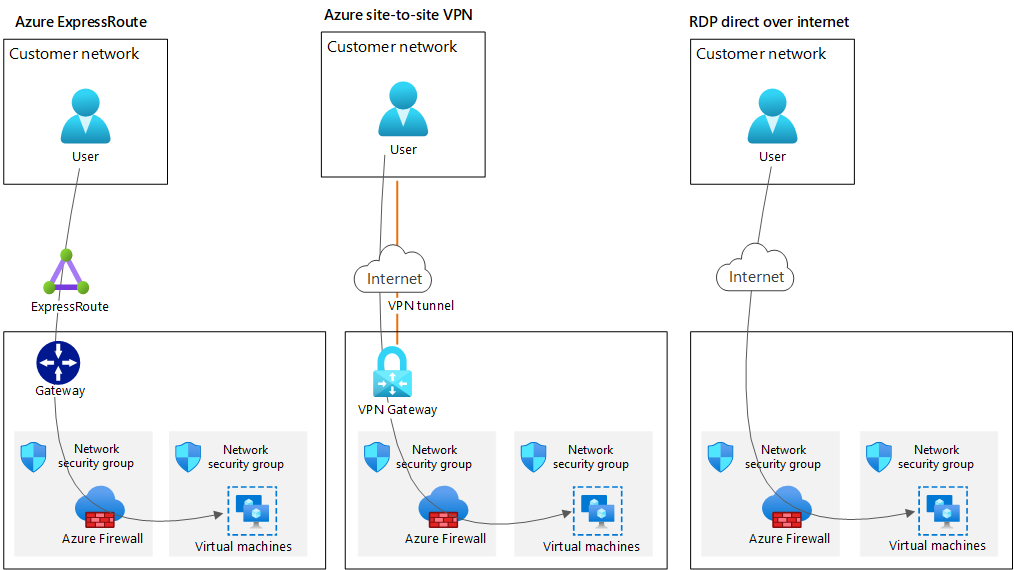 Azure ExpressRoute
Customer network
User
ExpressRoute
Gateway
Network
security group
Azure Firewall
Network
security group
Virtual machines
Azure site-to-site VPN
Customer network
User
Internet
VPN tunnel
VPN Gateway
Network
security group
Azure Firewall
Network
security group
Virtual machines
RDP direct over internet
Customer network
User
Internet
Network
security group
Azure Firewall
Network
security group
Virtual machines